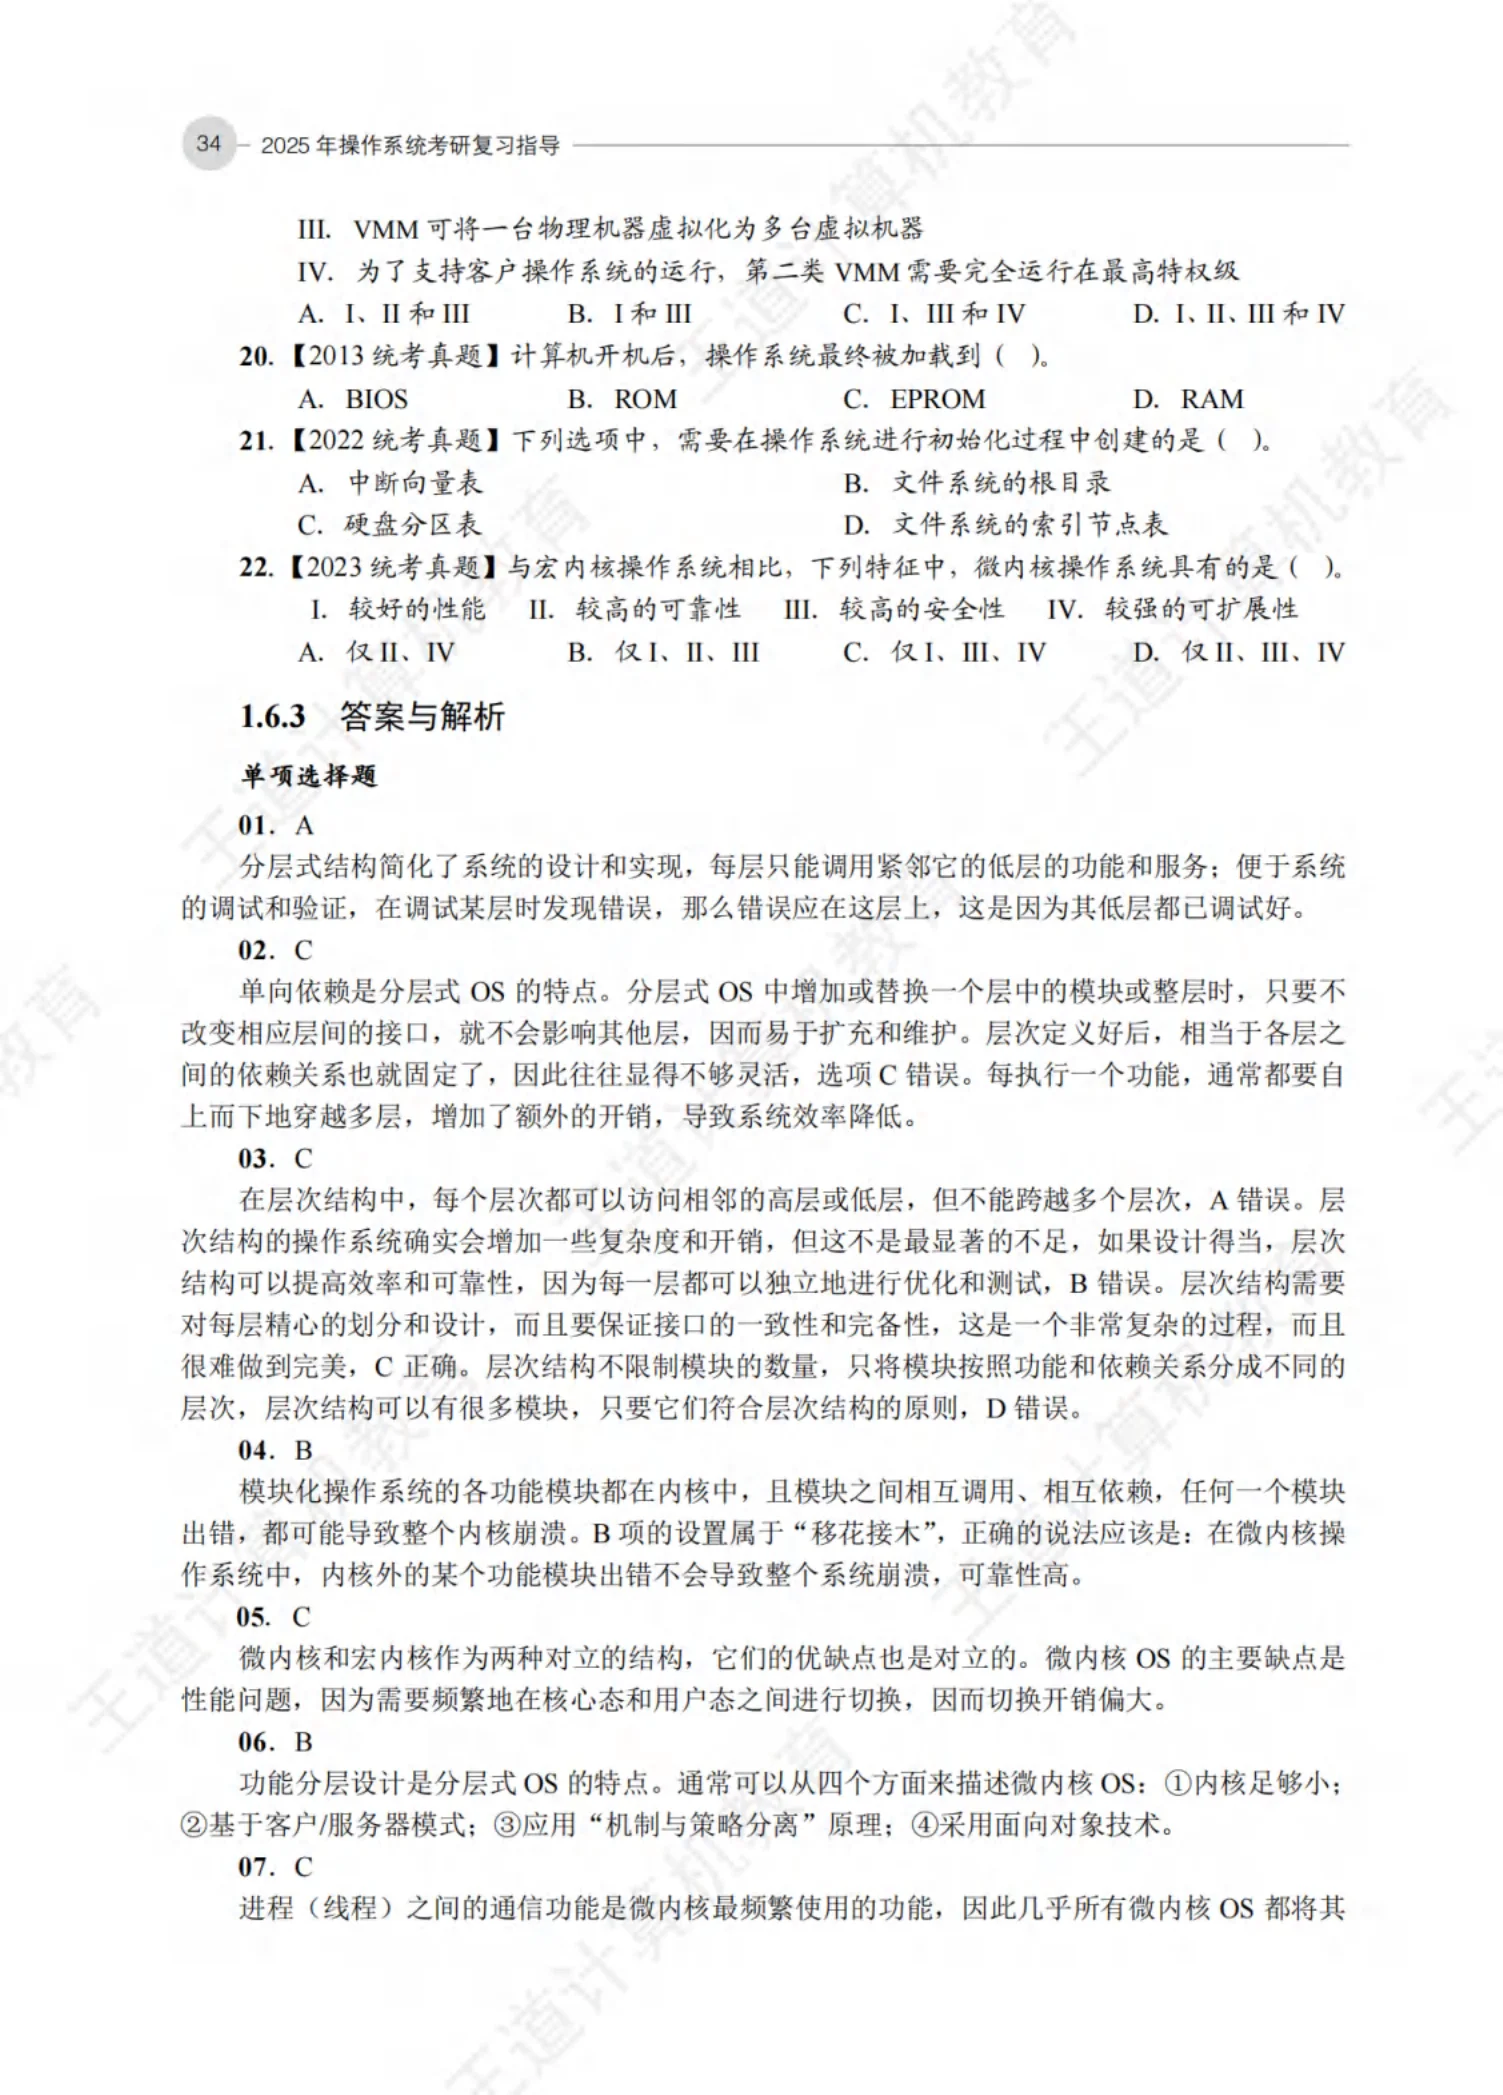 34 2025 年操作系统考研复习指导
III. VMM 可将一台物理机器虚拟化为多台虚拟机器
IV. 为了支持客户操作系统的运行，第二类 VMM 需要完全运行在最高特权级
A. I、II 和 III B. I 和 III C. I、III 和 IV D. I、II、III 和 IV
20.【2013 统考真题】计算机开机后，操作系统最终被加载到（ ）。
A. BIOS B. ROM C. EPROM D. RAM
21.【2022 统考真题】下列选项中，需要在操作系统进行初始化过程中创建的是（ ）。
A. 中断向量表 B. 文件系统的根目录
C. 硬盘分区表 D. 文件系统的索引节点表
22.【2023 统考真题】与宏内核操作系统相比，下列特征中，微内核操作系统具有的是（ ）。
I. 较好的性能 II. 较高的可靠性 III. 较高的安全性 IV. 较强的可扩展性
A. 仅 II、IV B. 仅 I、II、III C. 仅 I、III、IV D. 仅 II、III、IV
1.6.3 答案与解析
单项选择题
01. A
分层式结构简化了系统的设计和实现，每层只能调用紧邻它的低层的功能和服务；便于系统
的调试和验证，在调试某层时发现错误，那么错误应在这层上，这是因为其低层都已调试好。
02. C
单向依赖是分层式 OS 的特点。分层式 OS 中增加或替换一个层中的模块或整层时，只要不
改变相应层间的接口，就不会影响其他层，因而易于扩充和维护。层次定义好后，相当于各层之
间的依赖关系也就固定了，因此往往显得不够灵活，选项 C 错误。每执行一个功能，通常都要自
上而下地穿越多层，增加了额外的开销，导致系统效率降低。
03. C
在层次结构中，每个层次都可以访问相邻的高层或低层，但不能跨越多个层次，A 错误。层
次结构的操作系统确实会增加一些复杂度和开销，但这不是最显著的不足，如果设计得当，层次
结构可以提高效率和可靠性，因为每一层都可以独立地进行优化和测试，B 错误。层次结构需要
对每层精心的划分和设计，而且要保证接口的一致性和完备性，这是一个非常复杂的过程，而且
很难做到完美，C 正确。层次结构不限制模块的数量，只将模块按照功能和依赖关系分成不同的
层次，层次结构可以有很多模块，只要它们符合层次结构的原则，D 错误。
04. B
模块化操作系统的各功能模块都在内核中，且模块之间相互调用、相互依赖，任何一个模块
出错，都可能导致整个内核崩溃。B 项的设置属于“移花接木”，正确的说法应该是：在微内核操
作系统中，内核外的某个功能模块出错不会导致整个系统崩溃，可靠性高。
05. C
微内核和宏内核作为两种对立的结构，它们的优缺点也是对立的。微内核 OS 的主要缺点是
性能问题，因为需要频繁地在核心态和用户态之间进行切换，因而切换开销偏大。
06. B
功能分层设计是分层式 OS 的特点。通常可以从四个方面来描述微内核 OS：①内核足够小；
②基于客户/服务器模式；③应用“机制与策略分离”原理；④采用面向对象技术。
07. C
进程（线程）之间的通信功能是微内核最频繁使用的功能，因此几乎所有微内核 OS 都将其
王道计算机教育